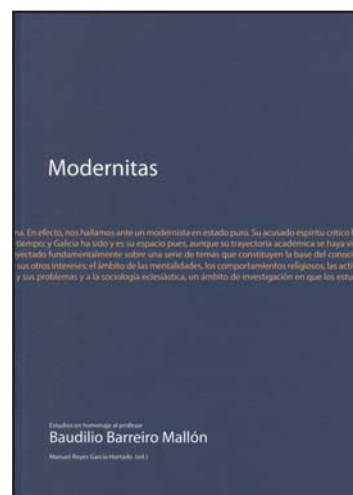 Modernitas
na. En efecto, nos hallamos ante un modernista en estado puro. Su acusado espíritu crítico
tiempo; y Galicia ha sido y es su espacio pues, aunque su trayectoria académica se haya
yectado fundamentalmente sobre una serie de temas que constituyen la base del
sus otros intereses: el ámbito de las mentalidades, los comportamientos religiosos, las
y sus problemas y a la sociología eclesiástica, un ámbito de investigación en que los
Estudios en homenaje al profesor
Baudilio Barreiro Mallón
Manuel Reyes García Hurtado (ed.)